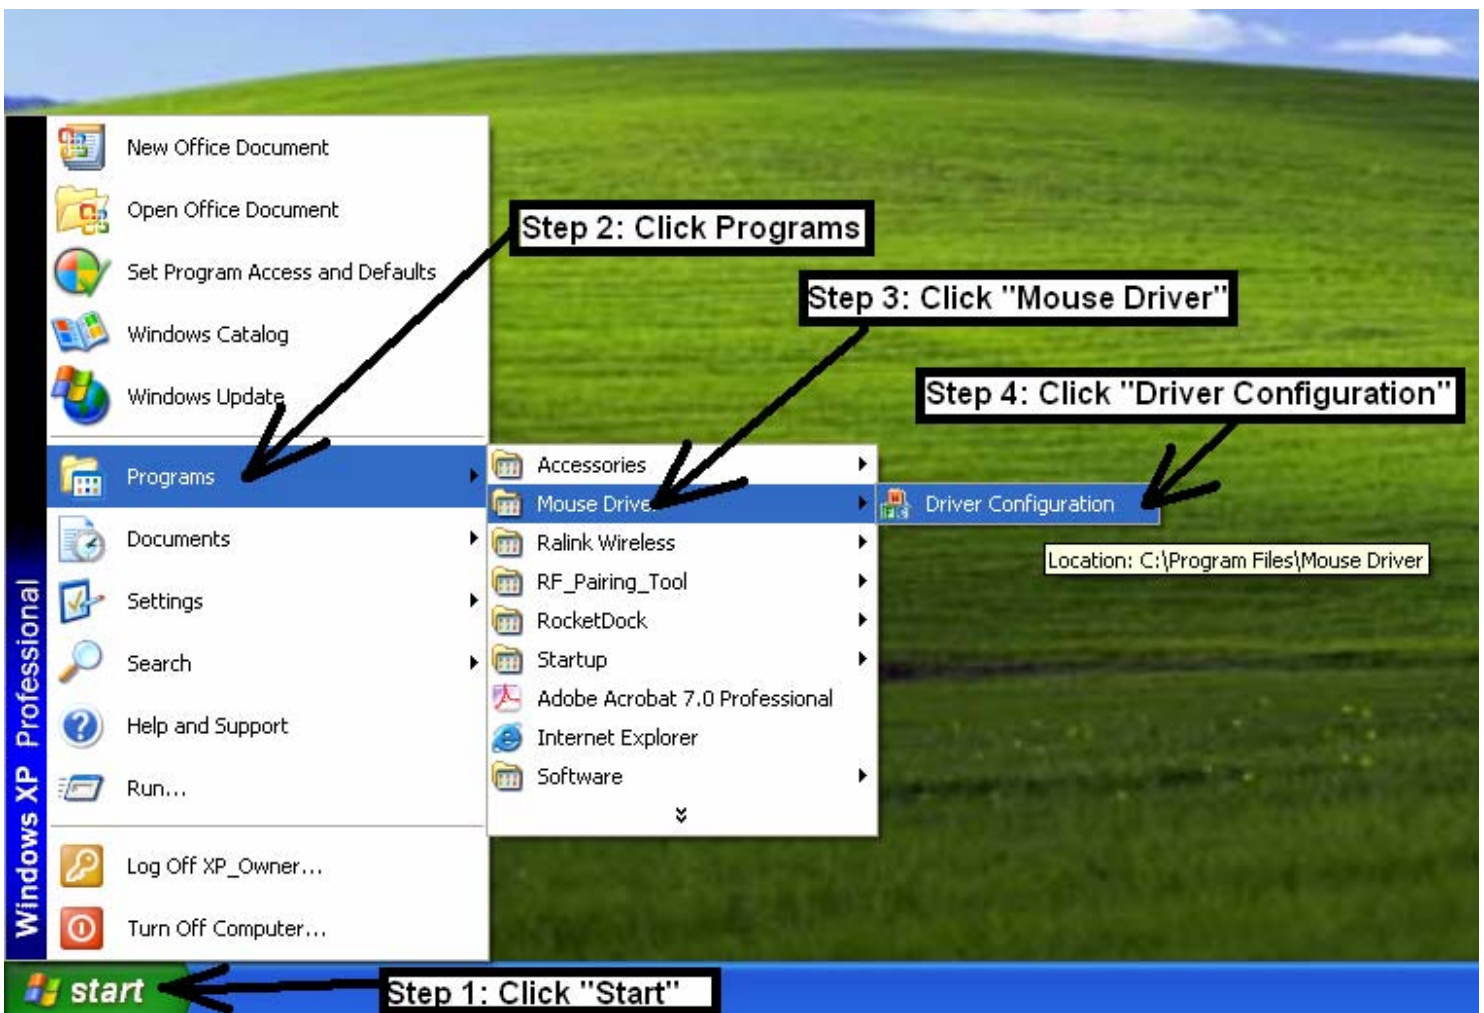 New Office Document
Open Office Document
Set Program Access and Defaults
Windows Catalog
Windows Update
Programs
Documents
Settings
Search
Help and Support
Run...
Log Off XP_Owner...
Turn Off Computer...
Windows XP Professional
start
Step 1: Click "Start"
Step 2: Click Programs
Step 3: Click "Mouse Driver"
Step 4: Click "Driver Configuration"
Accessories
Mouse Driver
Ralink Wireless
RF_Pairing_Tool
RocketDock
Startup
Adobe Acrobat 7.0 Professional
Internet Explorer
Software
Driver Configuration
Location: C:\Program Files\Mouse Driver